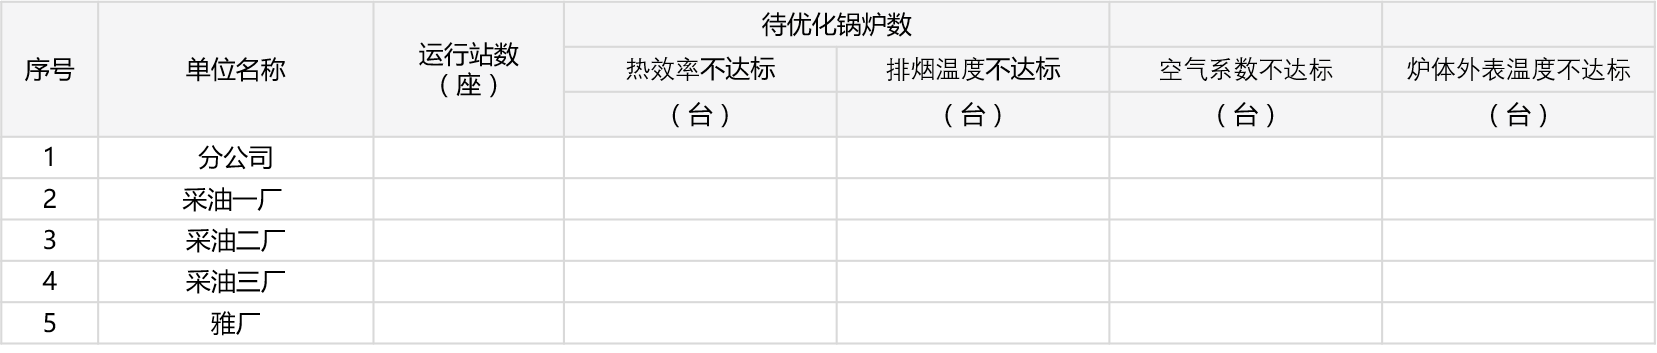 序号 单位名称 运行站数 待优化锅炉数
（座） 热效率不达标 排烟温度不达标 空气系数不达标 炉体外表温度不达标
（台） （台） （台） （台）
1 分公司
2 采油一厂
3 采油二厂
4 采油三厂
5 雅厂